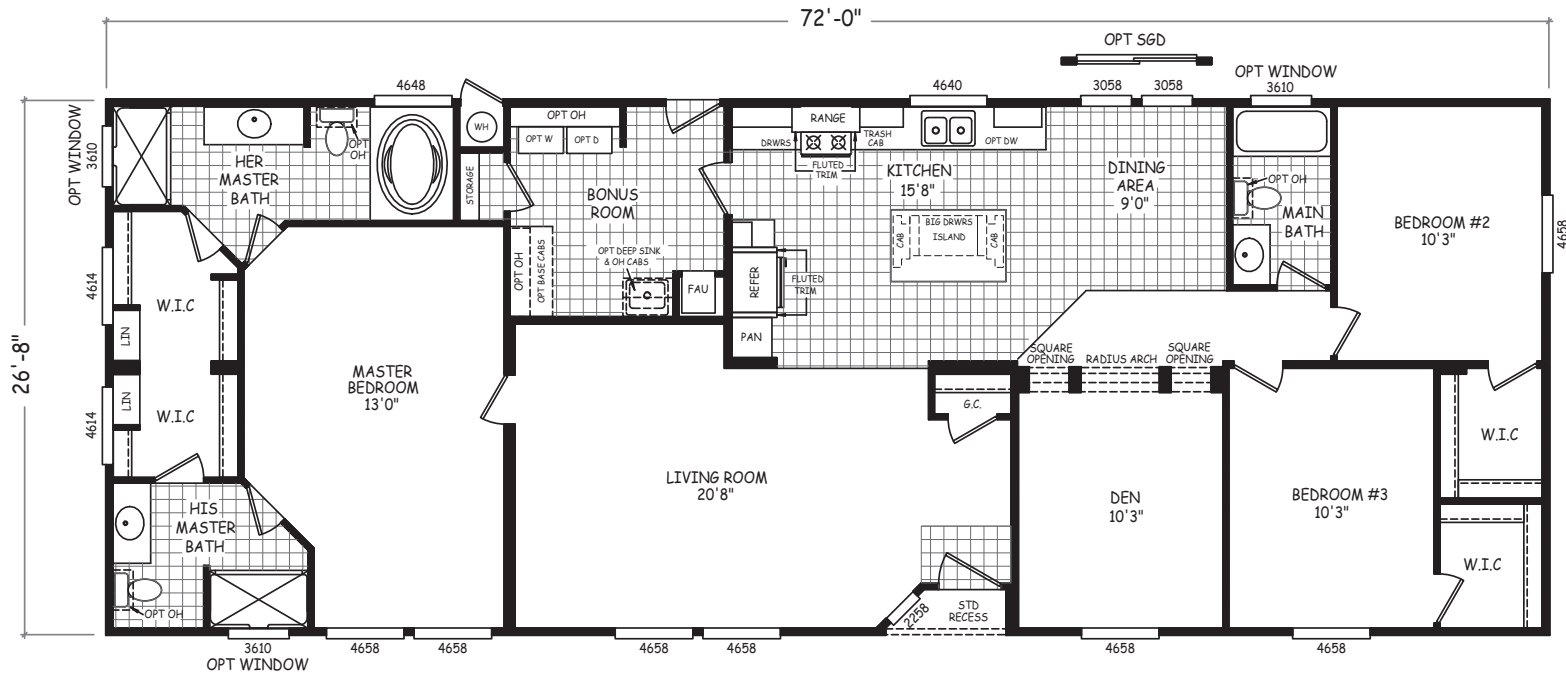 72'-0"
OPT SGD
4648
4640
3058
3058
OPT WINDOW
3610
OPT WINDOW
3610
HER
MASTER
BATH
OPT
OH
WH
STORAGE
OPT OH
OPT W
OPT D
BONUS
ROOM
OPT OH
OPT BASE CABS
OPT DEEP SINK
& OH CABS
FAU
DRWRS
RANGE
FLUTED
TRIM
TRASH
CAB
OPT DW
KITCHEN
15'8"
CAB
BIG DRWRS
ISLAND
CAB
REFER
FLUTED
TRIM
PAN
DINING
AREA
9'0"
OPT OH
MAIN
BATH
BEDROOM #2
10'3"
4658
26'-8"
4614
W.I.C
LIN
LIN
W.I.C
4614
MASTER
BEDROOM
13'0"
SQUARE
OPENING
RADIUS ARCH
SQUARE
OPENING
G.C.
LIVING ROOM
20'8"
DEN
10'3"
BEDROOM #3
10'3"
W.I.C
W.I.C
HIS
MASTER
BATH
OPT OH
2258
STD
RECESS
3610
OPT WINDOW
4658
4658
4658
4658
4658
4658